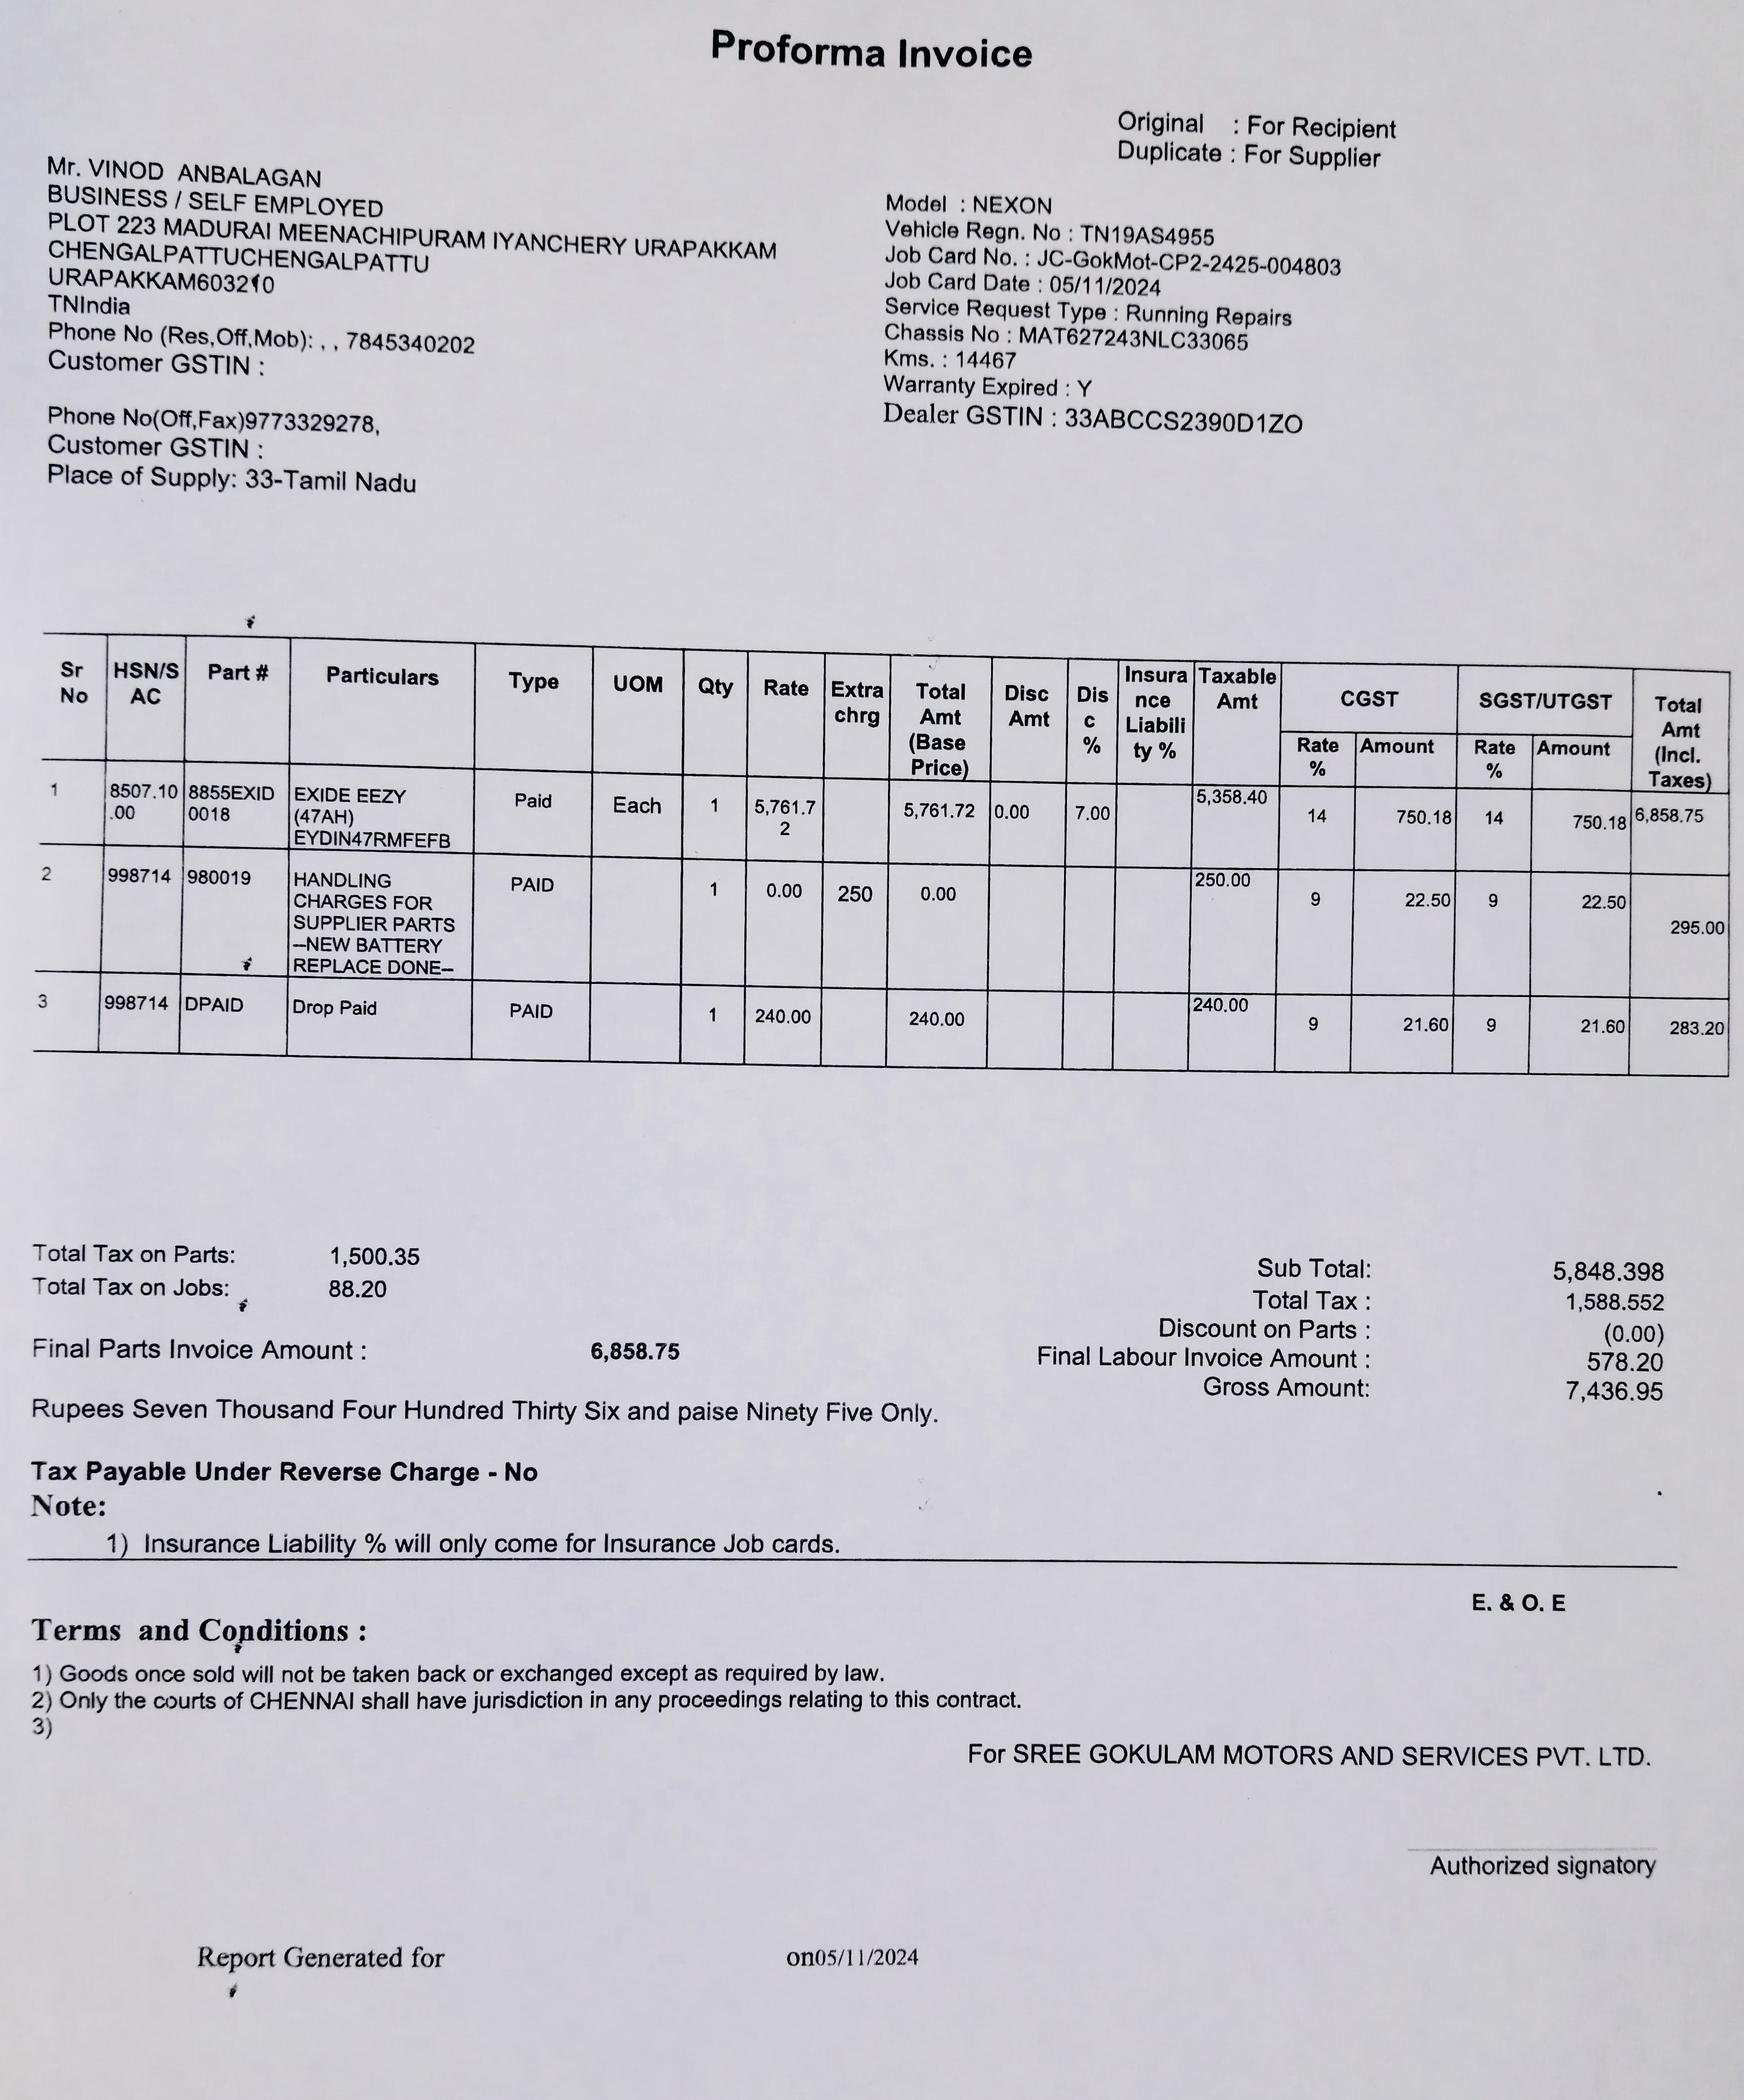 Proforma Invoice
Original : For Recipient
Duplicate : For Supplier
Mr. VINOD ANBALAGAN
BUSINESS / SELF EMPLOYED
PLOT 223 MADURAI MEENACHIPURAM IYANCHERY URAPAKKAM
CHENGALPATTUCHENGALPATTU
URAPAKKAM603210
TNIndia
Phone No (Res,Off,Mob): , , 7845340202
Customer GSTIN :
Phone No(Off,Fax)9773329278,
Customer GSTIN :
Place of Supply: 33-Tamil Nadu
Model : NEXON
Vehicle Regn. No : TN19AS4955
Job Card No. : JC-GokMot-CP2-2425-004803
Job Card Date : 05/11/2024
Service Request Type : Running Repairs
Chassis No : MAT627243NLC33065
Kms. : 14467
Warranty Expired : Y
Dealer GSTIN : 33ABCCS2390D1ZO
Sr No HSN/S AC Part # Particulars Type UOM Qty Rate Extra chrg Total Amt (Base Price) Disc Amt Dis c % Insura nce Liabili ty % Taxable Amt CGST SGST/UTGST Total Amt (Incl. Taxes)
Rate % Amount Rate % Amount
1 8507.10 8855EXID EXIDE EEZY Paid Each 1 5,761.7 5,761.72 0.00 7.00 5,358.40 14 750.18 14 750.18 6,858.75
.00 0018 (47AH) 2
EYDIN47RMFEFB
2 998714 980019 HANDLING PAID 1 0.00 250 0.00 250.00 9 22.50 9 22.50 295.00
CHARGES FOR
SUPPLIER PARTS
--NEW BATTERY
REPLACE DONE--
3 998714 DPAID Drop Paid PAID 1 240.00 240.00 240.00 9 21.60 9 21.60 283.20
Total Tax on Parts: 1,500.35
Total Tax on Jobs: 88.20
Final Parts Invoice Amount : 6,858.75
Sub Total: 5,848.398
Total Tax : 1,588.552
Discount on Parts : (0.00)
Final Labour Invoice Amount : 578.20
Gross Amount: 7,436.95
Rupees Seven Thousand Four Hundred Thirty Six and paise Ninety Five Only.
Tax Payable Under Reverse Charge - No
Note:
1) Insurance Liability % will only come for Insurance Job cards.
E. & O. E
Terms and Conditions :
1) Goods once sold will not be taken back or exchanged except as required by law.
2) Only the courts of CHENNAI shall have jurisdiction in any proceedings relating to this contract.
3)
For SREE GOKULAM MOTORS AND SERVICES PVT. LTD.
Authorized signatory
Report Generated for on05/11/2024